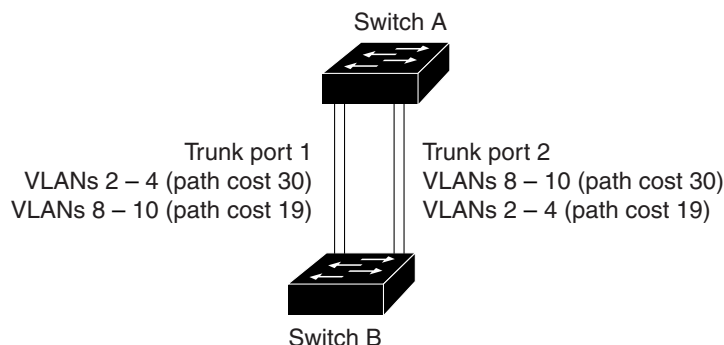 Switch A
Trunk port 1
VLANs 2 – 4 (path cost 30)
VLANs 8 – 10 (path cost 19)
Trunk port 2
VLANs 8 – 10 (path cost 30)
VLANs 2 – 4 (path cost 19)
Switch B